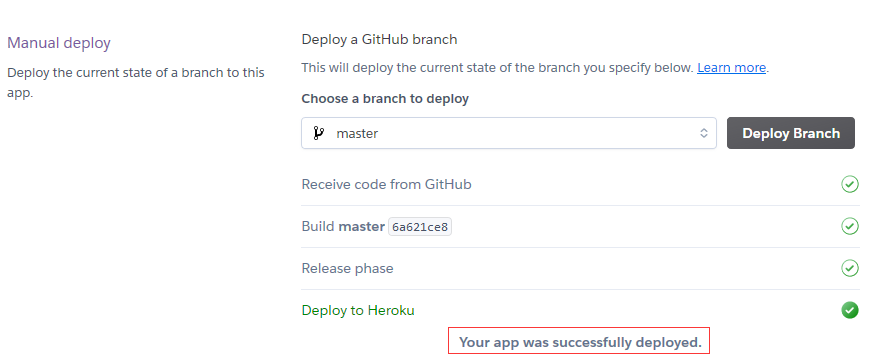 Manual deploy
Deploy the current state of a branch to this
app.
Deploy a GitHub branch
This will deploy the current state of the branch you specify below. Learn more.
Choose a branch to deploy
master
Deploy Branch
Receive code from GitHub
Build master 6a621ce8
Release phase
Deploy to Heroku
Your app was successfully deployed.